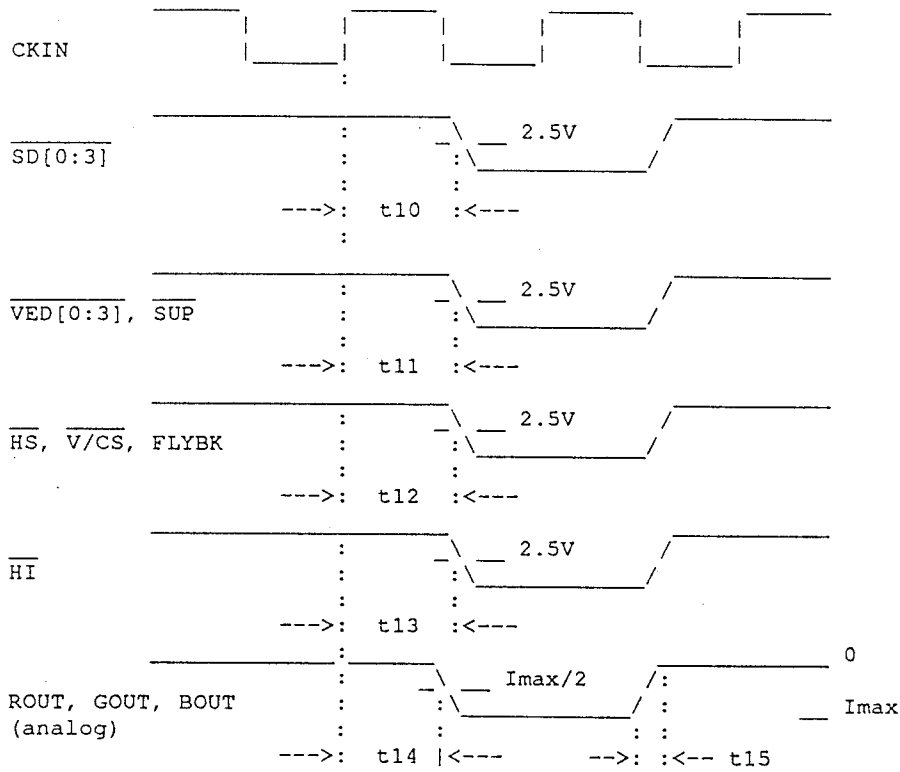 CKIN
SD[0:3]
2.5V
--->: t10 :<---
VED[0:3], SUP
2.5V
--->: t11 :<---
HS, V/CS, FLYBK
2.5V
--->: t12 :<---
HI
2.5V
--->: t13 :<---
0
ROUT, GOUT, BOUT
(analog)
Imax/2
Imax
--->: t14 |<---
-->: :<-- t15